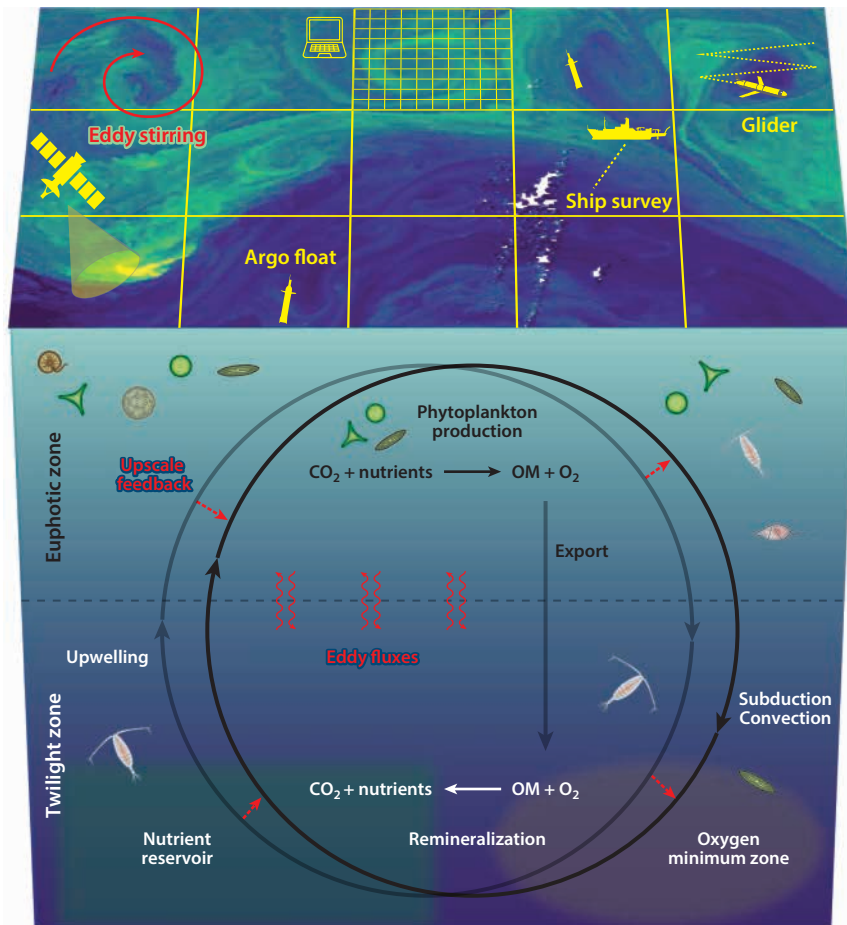 Eddy stirring
Glider
Ship survey
Argo float
Euphotic zone
Phytoplankton
production
Upscale
feedback
CO₂ + nutrients
OM + O₂
Export
Eddy fluxes
Upwelling
Twilight zone
Subduction
Convection
CO₂ + nutrients
OM + O₂
Nutrient
reservoir
Remineralization
Oxygen
minimum zone